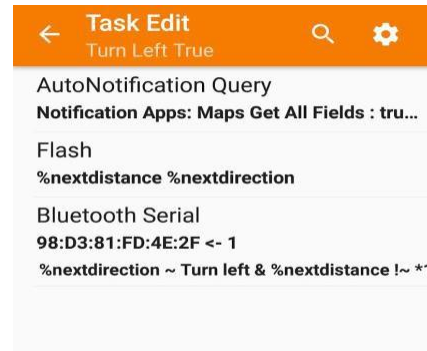 Task Edit
Turn Left True
AutoNotification Query
Notification Apps: Maps Get All Fields : tru...
Flash
%nextdistance %nextdirection
Bluetooth Serial
98:D3:81:FD:4E:2F <- 1
%nextdirection ~ Turn left & %nextdistance !~ *